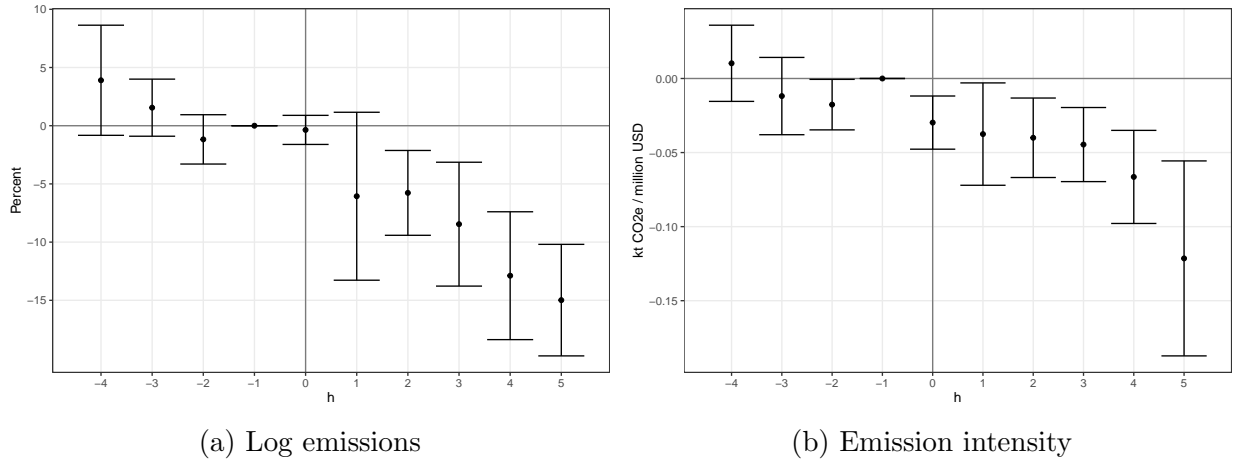 10
5
0
−5
−10
−15
Percent
−4 −3 −2 −1 0 1 2 3 4 5
h
(a) Log emissions
0.00
−0.05
−0.10
−0.15
kt CO2e / million USD
−4 −3 −2 −1 0 1 2 3 4 5
h
(b) Emission intensity